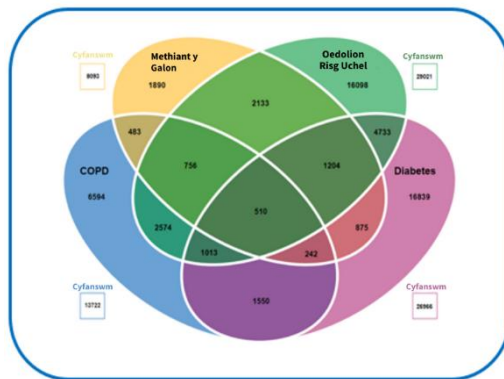 Cyfanswm
8093
Methiant y
Galon
1890
Oedolion
Risg Uchel
16098
Cyfanswm
29021
2133
483
4733
756
1204
COPD
6594
Diabetes
16839
510
2574
875
1013
242
1550
Cyfanswm
13722
Cyfanswm
26966